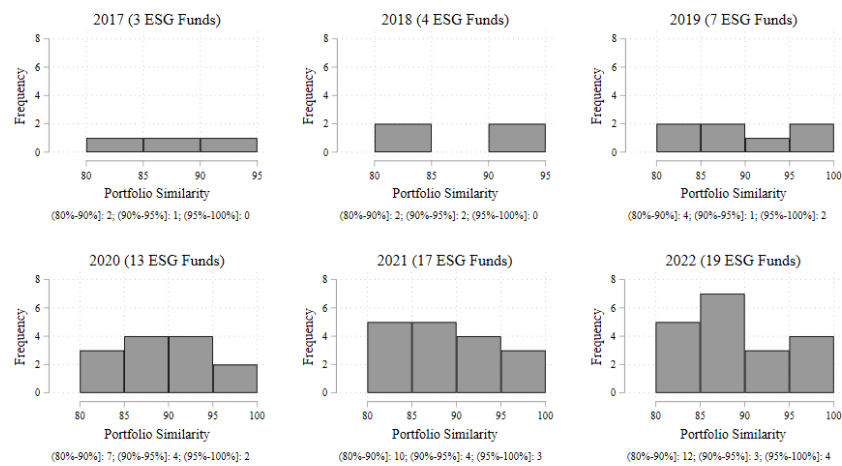 2017 (3 ESG Funds)
8
6
4
2
0
Frequency
80 85 90 95
Portfolio Similarity
(80%-90%]: 2; (90%-95%]: 1; (95%-100%]: 0
2018 (4 ESG Funds)
8
6
4
2
0
Frequency
80 85 90 95
Portfolio Similarity
(80%-90%]: 2; (90%-95%]: 2; (95%-100%]: 0
2019 (7 ESG Funds)
8
6
4
2
0
Frequency
80 85 90 95 100
Portfolio Similarity
(80%-90%]: 4; (90%-95%]: 1; (95%-100%]: 2
2020 (13 ESG Funds)
8
6
4
2
0
Frequency
80 85 90 95 100
Portfolio Similarity
(80%-90%]: 7; (90%-95%]: 4; (95%-100%]: 2
2021 (17 ESG Funds)
8
6
4
2
0
Frequency
80 85 90 95 100
Portfolio Similarity
(80%-90%]: 10; (90%-95%]: 4; (95%-100%]: 3
2022 (19 ESG Funds)
8
6
4
2
0
Frequency
80 85 90 95 100
Portfolio Similarity
(80%-90%]: 12; (90%-95%]: 3; (95%-100%]: 4